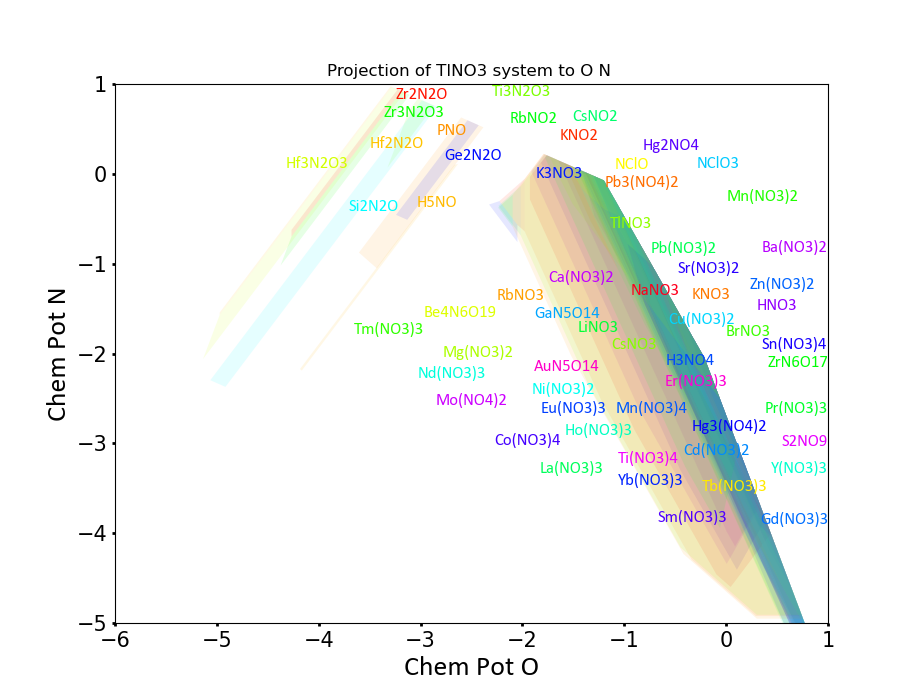 Projection of TlNO3 system to O N
Chem Pot N
1
0
−1
−2
−3
−4
−5
Ti3N2O3
Zr2N2O
Zr3N2O3
RbNO2
CsNO2
PNO
KNO2
Hf2N2O
Hg2NO4
Ge2N2O
Hf3N2O3
NClO
NClO3
K3NO3
Pb3(NO4)2
Mn(NO3)2
H5NO
Si2N2O
TlNO3
Pb(NO3)2
Ba(NO3)2
Sr(NO3)2
Ca(NO3)2
Zn(NO3)2
NaNO3
RbNO3
KNO3
HNO3
Be4N6O19
GaN5O14
Cu(NO3)2
LiNO3
Tm(NO3)3
BrNO3
CsNO3
Sn(NO3)4
Mg(NO3)2
H3NO4
ZrN6O17
AuN5O14
Nd(NO3)3
Er(NO3)3
Ni(NO3)2
Mo(NO4)2
Eu(NO3)3
Mn(NO3)4
Pr(NO3)3
Hg3(NO4)2
Ho(NO3)3
Co(NO3)4
S2NO9
Cd(NO3)2
Ti(NO3)4
La(NO3)3
Y(NO3)3
Yb(NO3)3
Tb(NO3)3
Sm(NO3)3
Gd(NO3)3
−6 −5 −4 −3 −2 −1 0 1
Chem Pot O